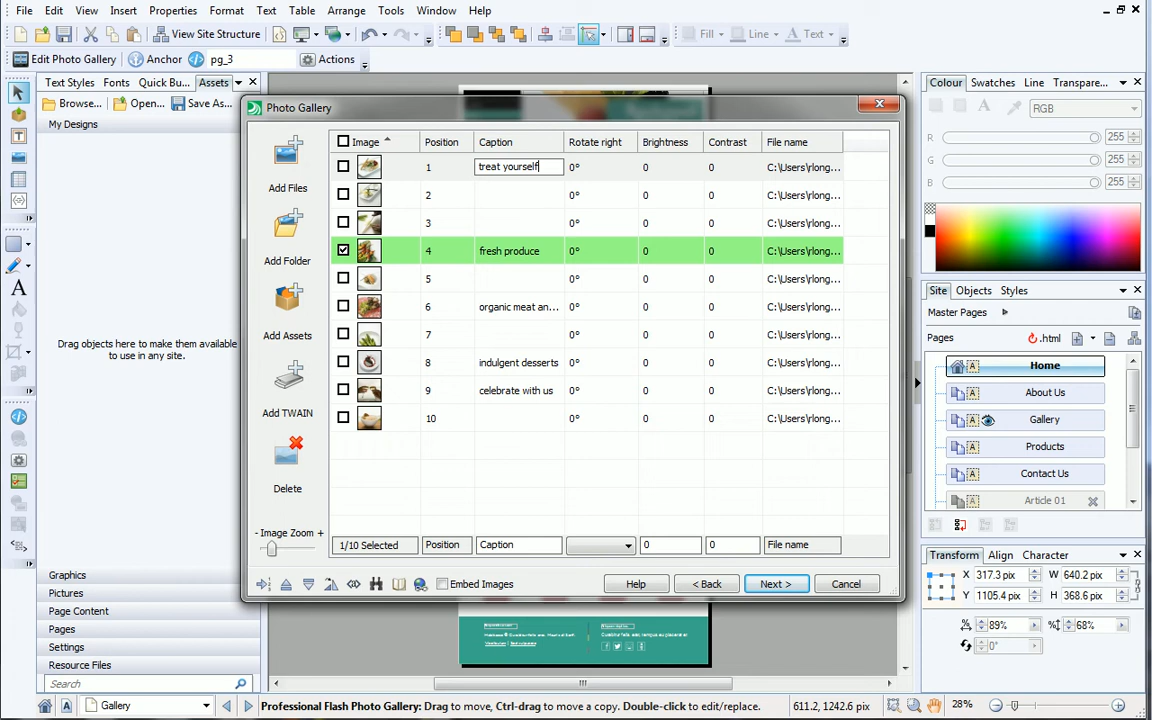 File Edit View Insert Properties Format Text Table Arrange Tools Window Help
View Site Structure Fill Line Text
Edit Photo Gallery Anchor pg_3 Actions
Text Styles Fonts Quick Bu... Assets
Browse... Open... Save As...
My Designs
Drag objects here to make them available
to use in any site.
Graphics
Pictures
Page Content
Pages
Settings
Resource Files
Search
Photo Gallery
Add Files
Add Folder
Add Assets
Add TWAIN
Delete
- Image Zoom +
Image Position Caption Rotate right Brightness Contrast File name
1 treat yourself 0° 0 0 C:\Users\rlong...
2 0° 0 0 C:\Users\rlong...
3 0° 0 0 C:\Users\rlong...
4 fresh produce 0° 0 0 C:\Users\rlong...
5 0° 0 0 C:\Users\rlong...
6 organic meat an... 0° 0 0 C:\Users\rlong...
7 0° 0 0 C:\Users\rlong...
8 indulgent desserts 0° 0 0 C:\Users\rlong...
9 celebrate with us 0° 0 0 C:\Users\rlong...
10 0° 0 0 C:\Users\rlong...
1/10 Selected Position Caption 0 0 File name
Embed Images Help < Back Next > Cancel
Colour Swatches Line Transpare...
RGB
R 255
G 255
B 255
Site Objects Styles
Master Pages
Pages .html
Home
About Us
Gallery
Products
Contact Us
Article 01
Transform Align Character
X 317.3 pix W 640.2 pix
Y 1105.4 pix H 368.6 pix
89% 68%
0°
Gallery Professional Flash Photo Gallery: Drag to move, Ctrl-drag to move a copy. Double-click to edit/replace. 611.2, 1242.6 pix 28%